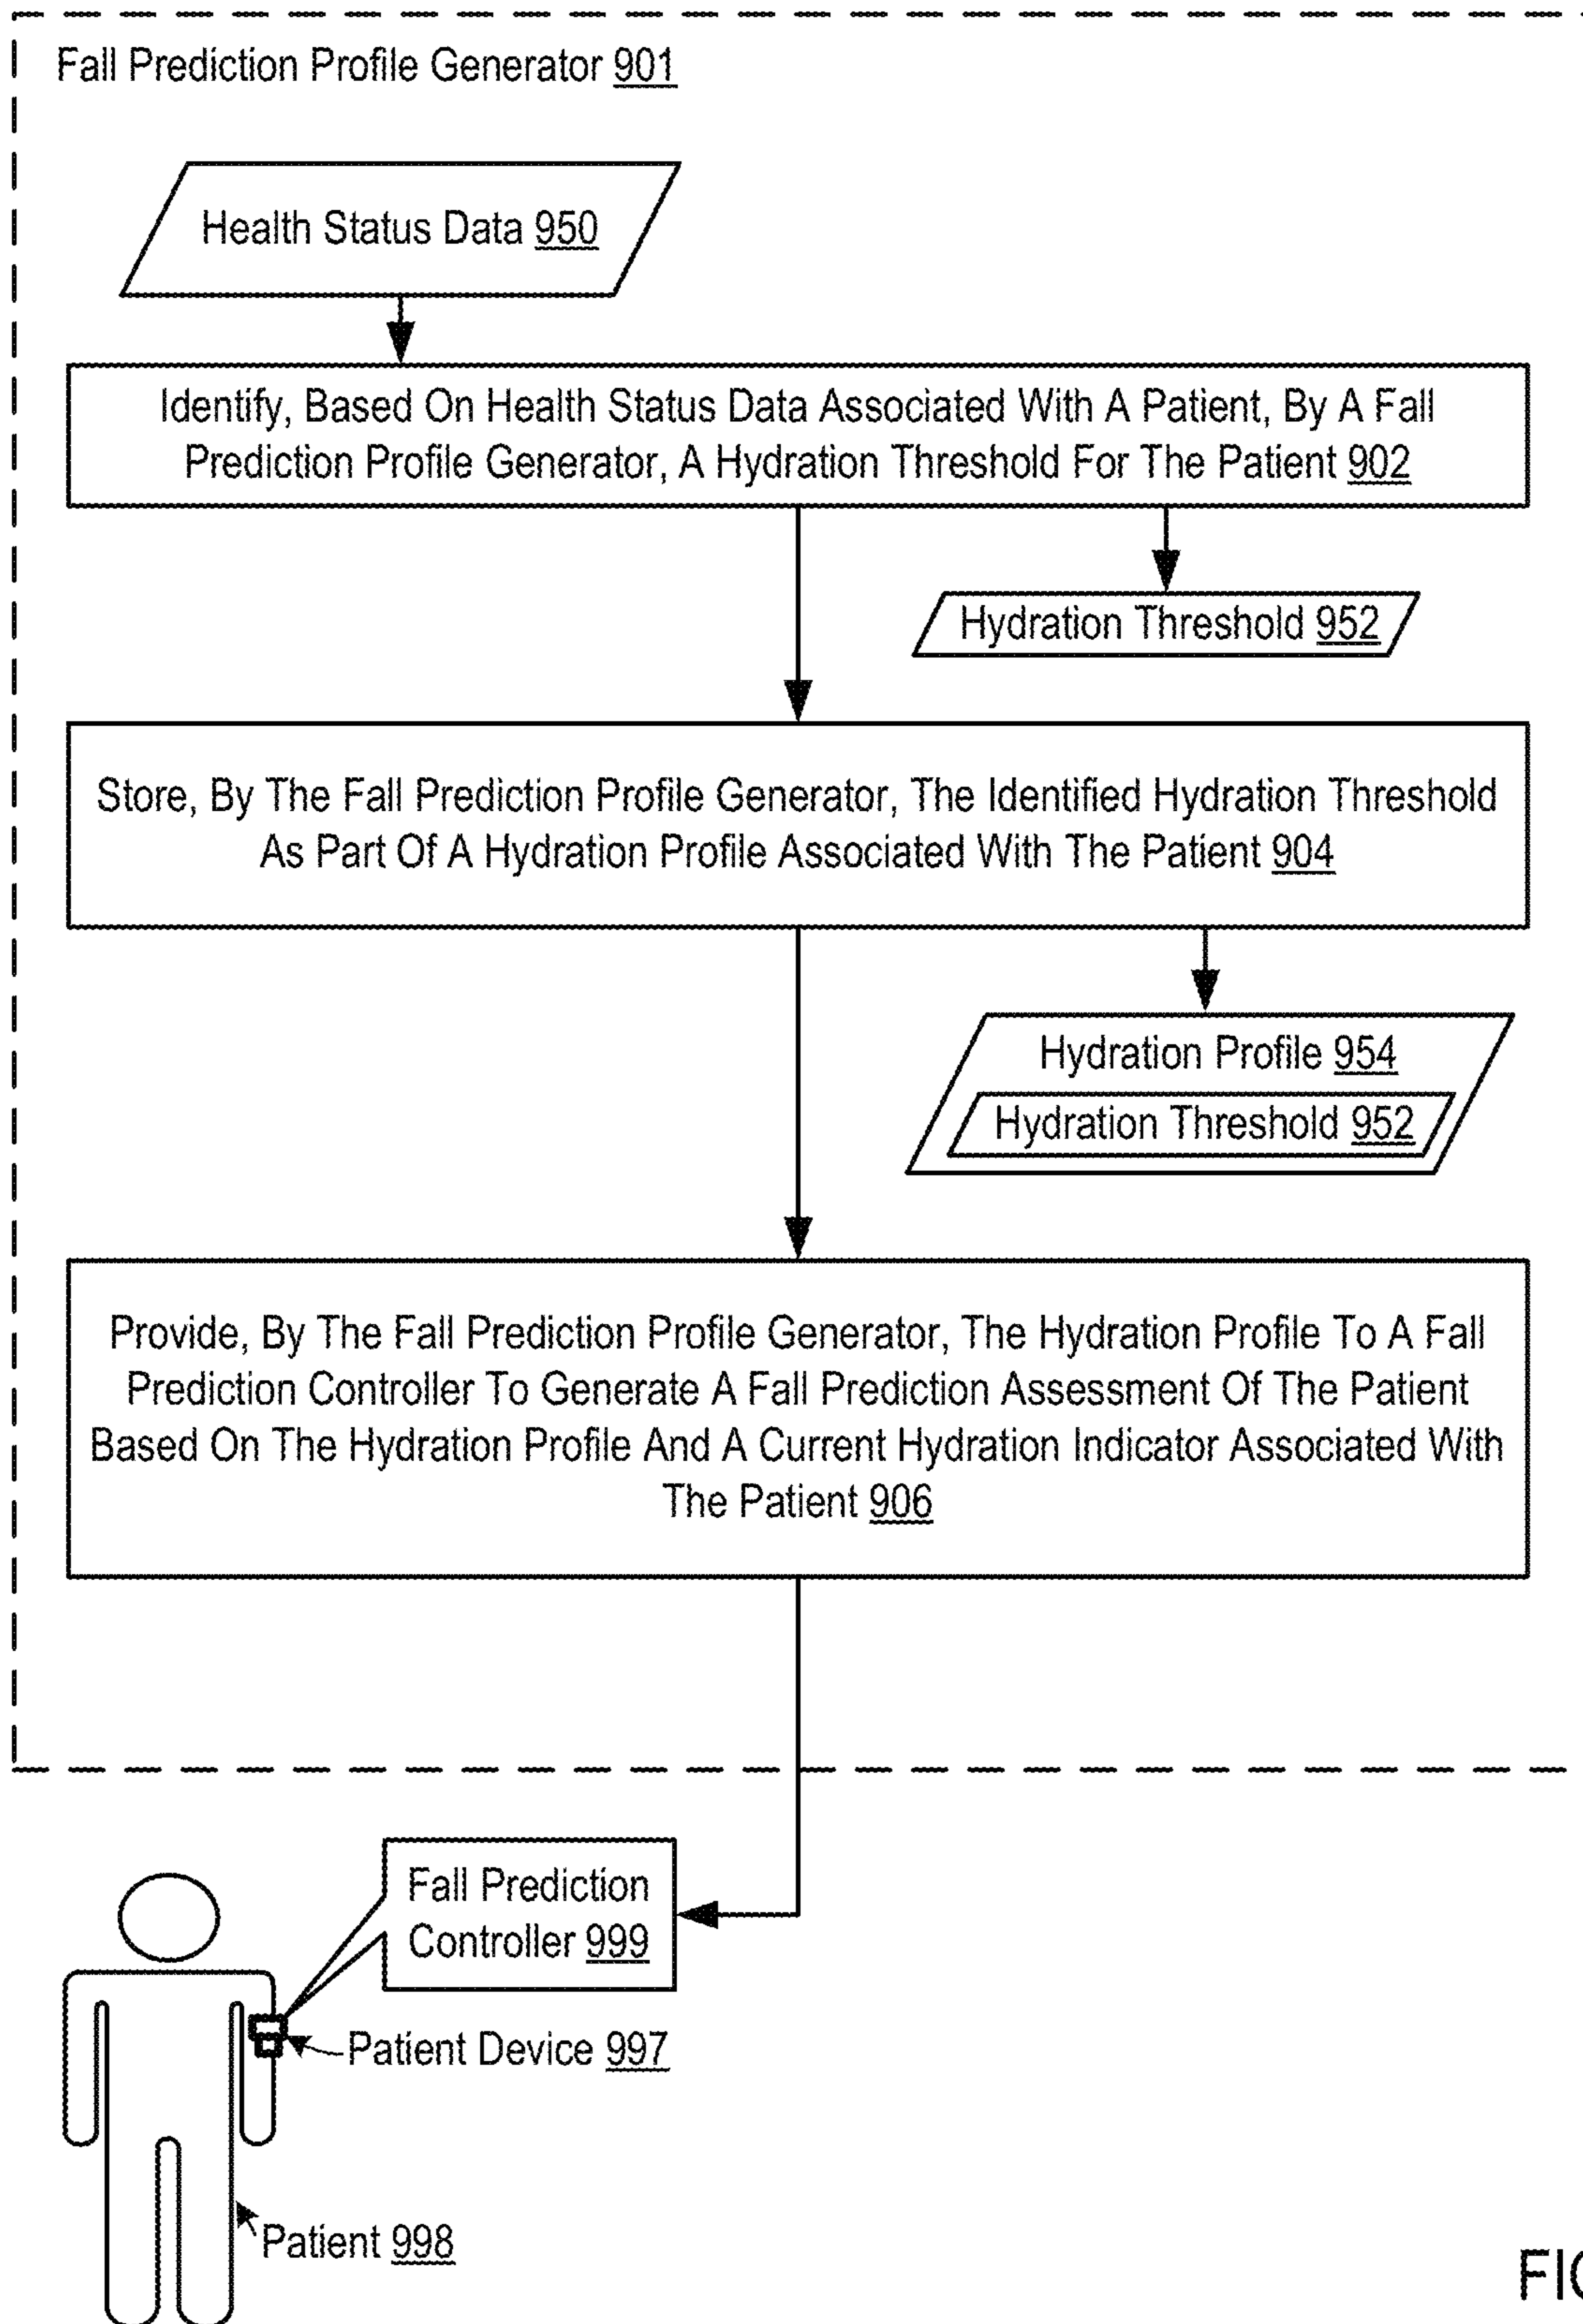 Fall Prediction Profile Generator 901
Health Status Data 950
Identify, Based On Health Status Data Associated With A Patient, By A Fall
Prediction Profile Generator, A Hydration Threshold For The Patient 902
Hydration Threshold 952
Store, By The Fall Prediction Profile Generator, The Identified Hydration Threshold
As Part Of A Hydration Profile Associated With The Patient 904
Hydration Profile 954
Hydration Threshold 952
Provide, By The Fall Prediction Profile Generator, The Hydration Profile To A Fall
Prediction Controller To Generate A Fall Prediction Assessment Of The Patient
Based On The Hydration Profile And A Current Hydration Indicator Associated With
The Patient 906
Fall Prediction
Controller 999
Patient Device 997
Patient 998